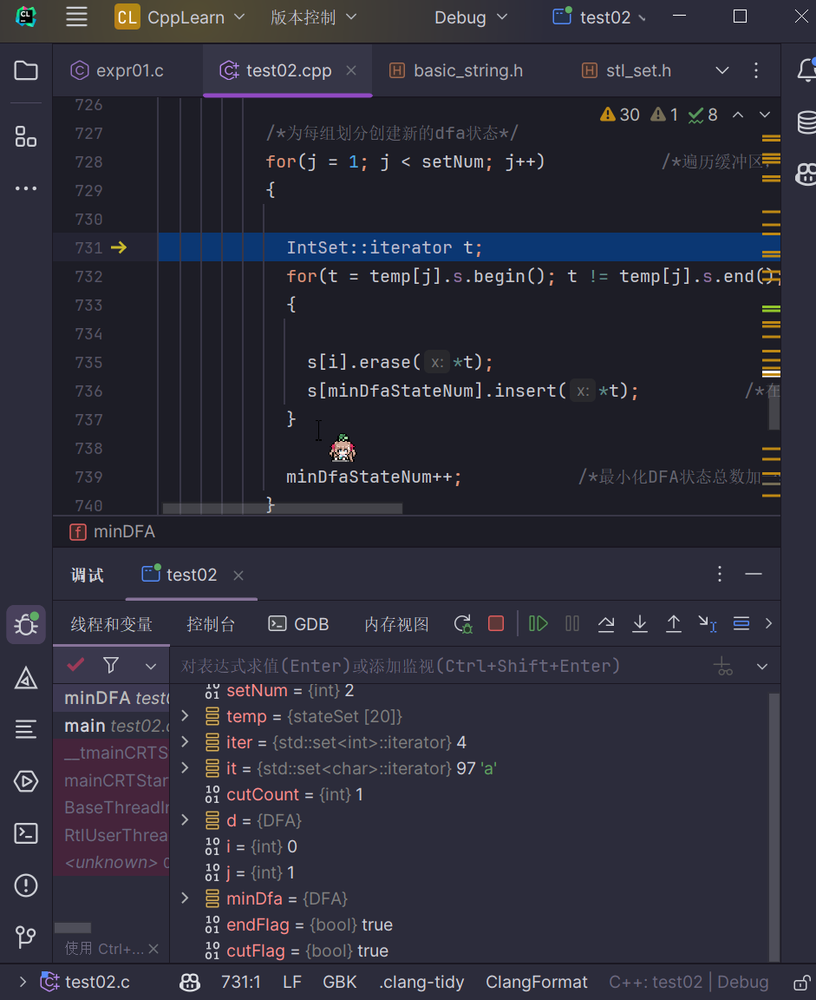 CL CppLearn 版本控制 Debug test02
expr01.c test02.cpp basic_string.h stl_set.h
726
30 1 8
727 /*为每组划分创建新的dfa状态*/
728 for(j = 1; j < setNum; j++) /*遍历缓冲区,
729 {
730
731 IntSet::iterator t;
732 for(t = temp[j].s.begin(); t != temp[j].s.end();
733 {
734
735 s[i].erase( x: *t);
736 s[minDfaStateNum].insert( x: *t); /*在
737 }
738
739 minDfaStateNum++; /*最小化DFA状态总数加
740 }
f minDFA
调试 test02
线程和变量 控制台 GDB 内存视图
对表达式求值(Enter)或添加监视(Ctrl+Shift+Enter)
minDFA test
main test02.c
__tmainCRTS
mainCRTStar
BaseThreadIn
RtlUserThrea
<unknown> 0
使用 Ctrl+...
setNum = {int} 2
temp = {stateSet [20]}
iter = {std::set<int>::iterator} 4
it = {std::set<char>::iterator} 97 'a'
cutCount = {int} 1
d = {DFA}
i = {int} 0
j = {int} 1
minDfa = {DFA}
endFlag = {bool} true
cutFlag = {bool} true
test02.c 731:1 LF GBK .clang-tidy ClangFormat C++: test02 | Debug